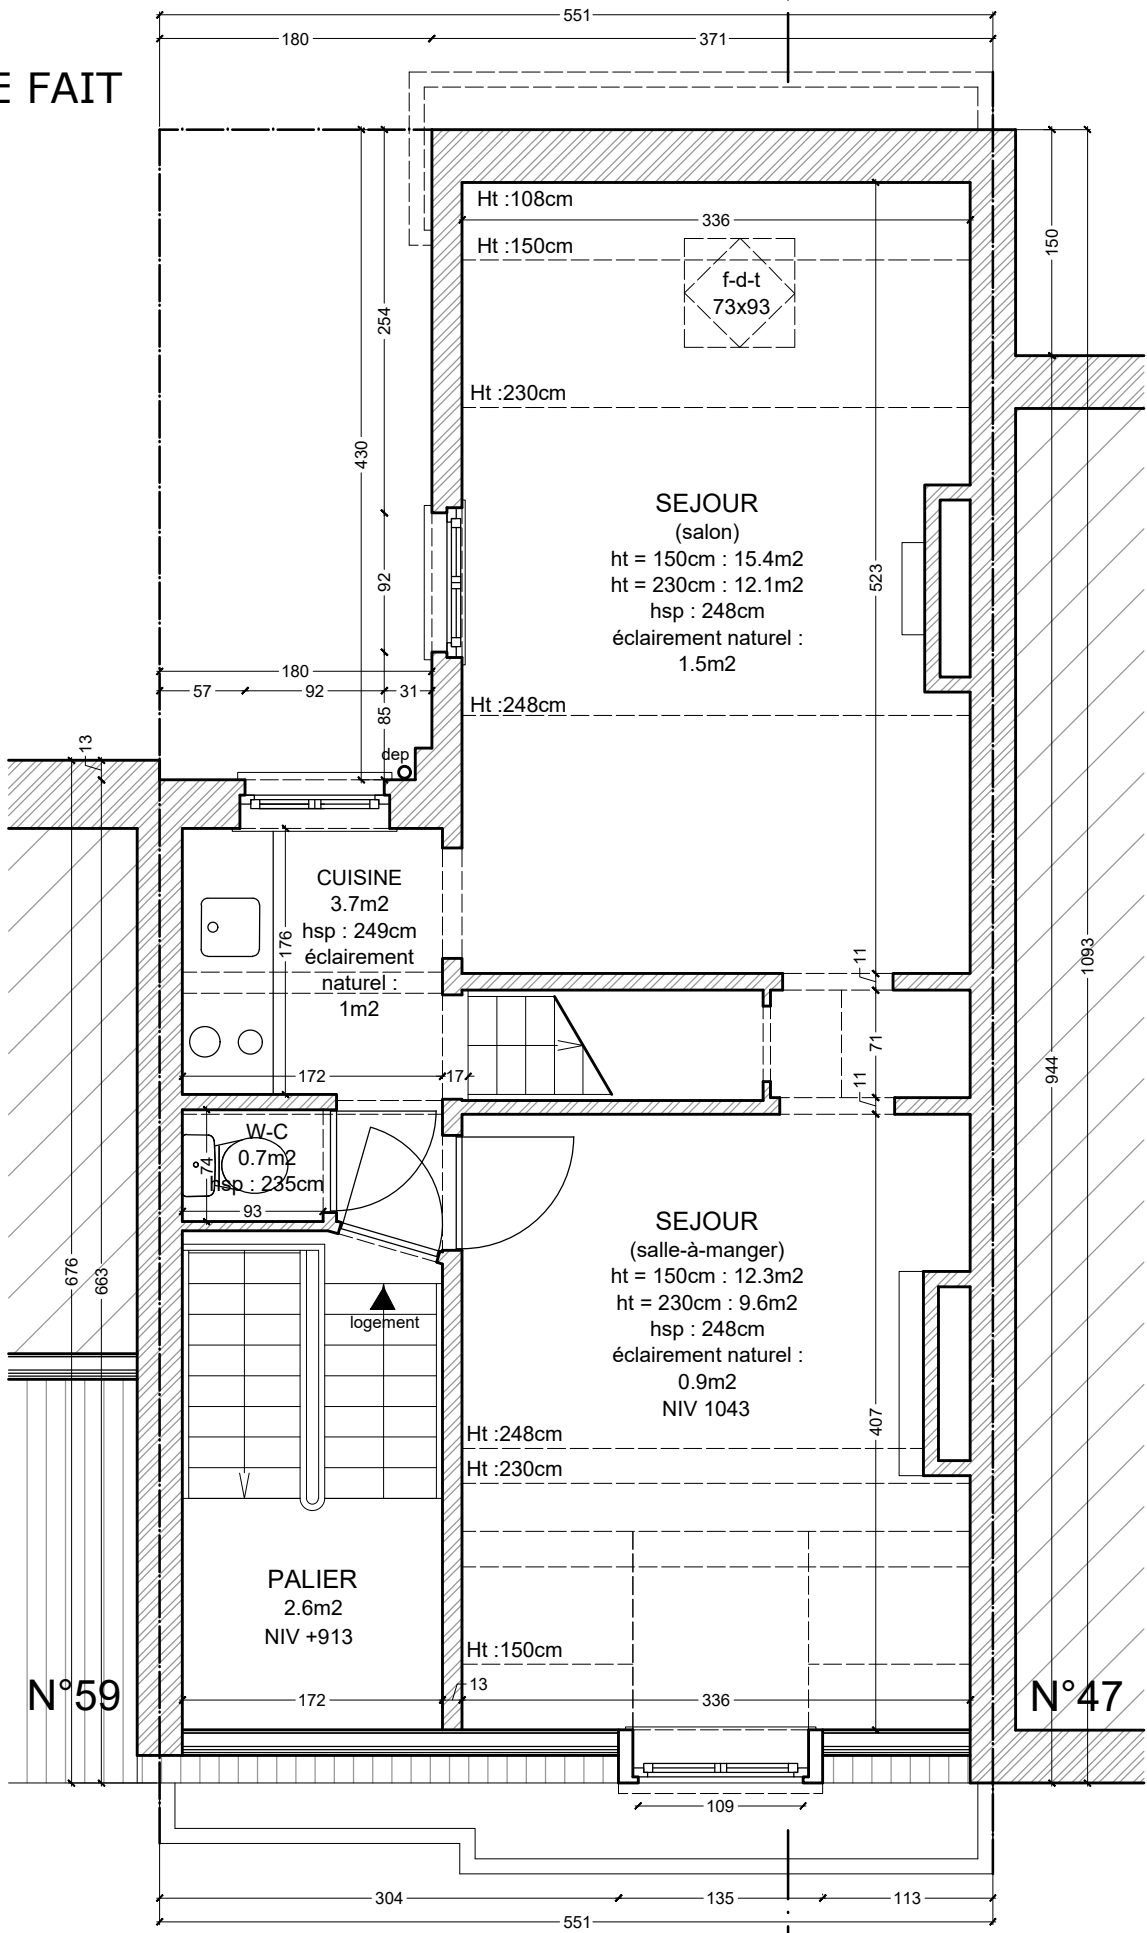 551
180
371
E FAIT
Ht :108cm
336
Ht :150cm
150
f-d-t
73x93
254
Ht :230cm
430
SEJOUR
(salon)
ht = 150cm : 15.4m2
ht = 230cm : 12.1m2
hsp : 248cm
éclairement naturel :
1.5m2
523
92
180
57
92
31
85
Ht :248cm
13
dep
CUISINE
3.7m2
hsp : 249cm
éclairement
naturel :
1m2
176
11
1093
71
944
172
17
11
W-C
0.7m2
hsp : 235cm
74
93
SEJOUR
(salle-à-manger)
ht = 150cm : 12.3m2
ht = 230cm : 9.6m2
hsp : 248cm
éclairement naturel :
0.9m2
NIV 1043
676
663
logement
407
Ht :248cm
Ht :230cm
PALIER
2.6m2
NIV +913
Ht :150cm
N°59
172
13
336
N°47
109
304
135
113
551